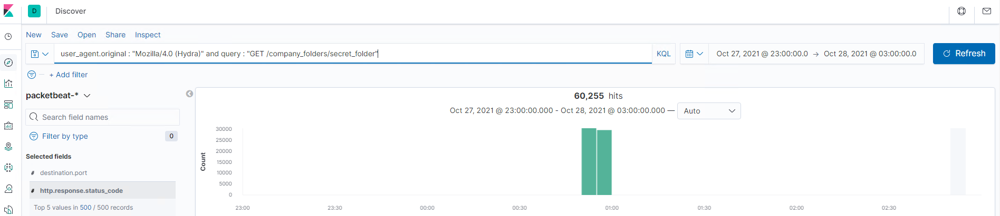 D Discover
New Save Open Share Inspect
user_agent.original : "Mozilla/4.0 (Hydra)" and query : "GET /company_folders/secret_folder" KQL Oct 27, 2021 @ 23:00:00.0 → Oct 28, 2021 @ 03:00:00.0 Refresh
+ Add filter
packetbeat-*
Search field names
Filter by type 0
Selected fields
# destination.port
# http.response.status_code
Top 5 values in 500 / 500 records
60,255 hits
Oct 27, 2021 @ 23:00:00.000 - Oct 28, 2021 @ 03:00:00.000 — Auto
Count
30000
25000
20000
15000
10000
5000
0
23:00 23:30 00:00 00:30 01:00 01:30 02:00 02:30